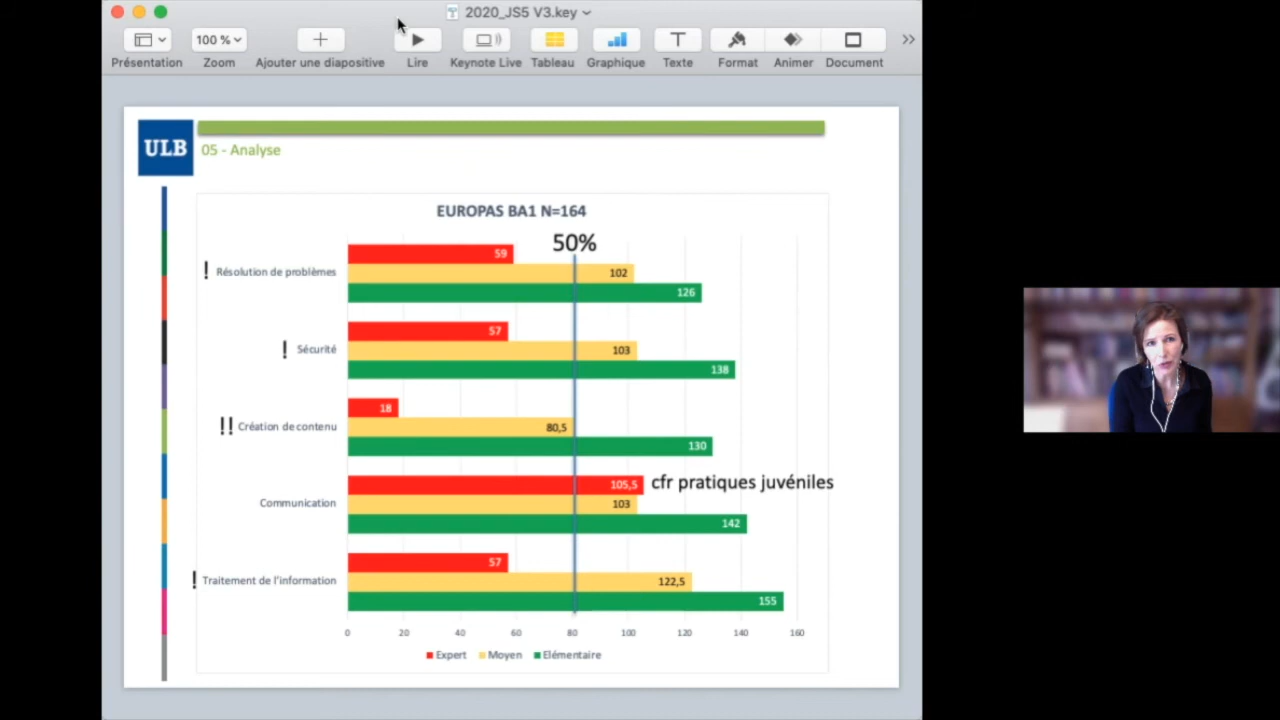 2020_JS5 V3.key
100 %
Présentation
Zoom
Ajouter une diapositive
Lire
Keynote Live
Tableau
Graphique
Texte
Format
Animer
Document
ULB
05 - Analyse
EUROPAS BA1 N=164
50%
! Résolution de problèmes
59
102
126
! Sécurité
57
103
138
!! Création de contenu
18
80,5
130
Communication
105,5
cfr pratiques juvéniles
103
142
! Traitement de l'information
57
122,5
155
0 20 40 60 80 100 120 140 160
Expert Moyen Elémentaire